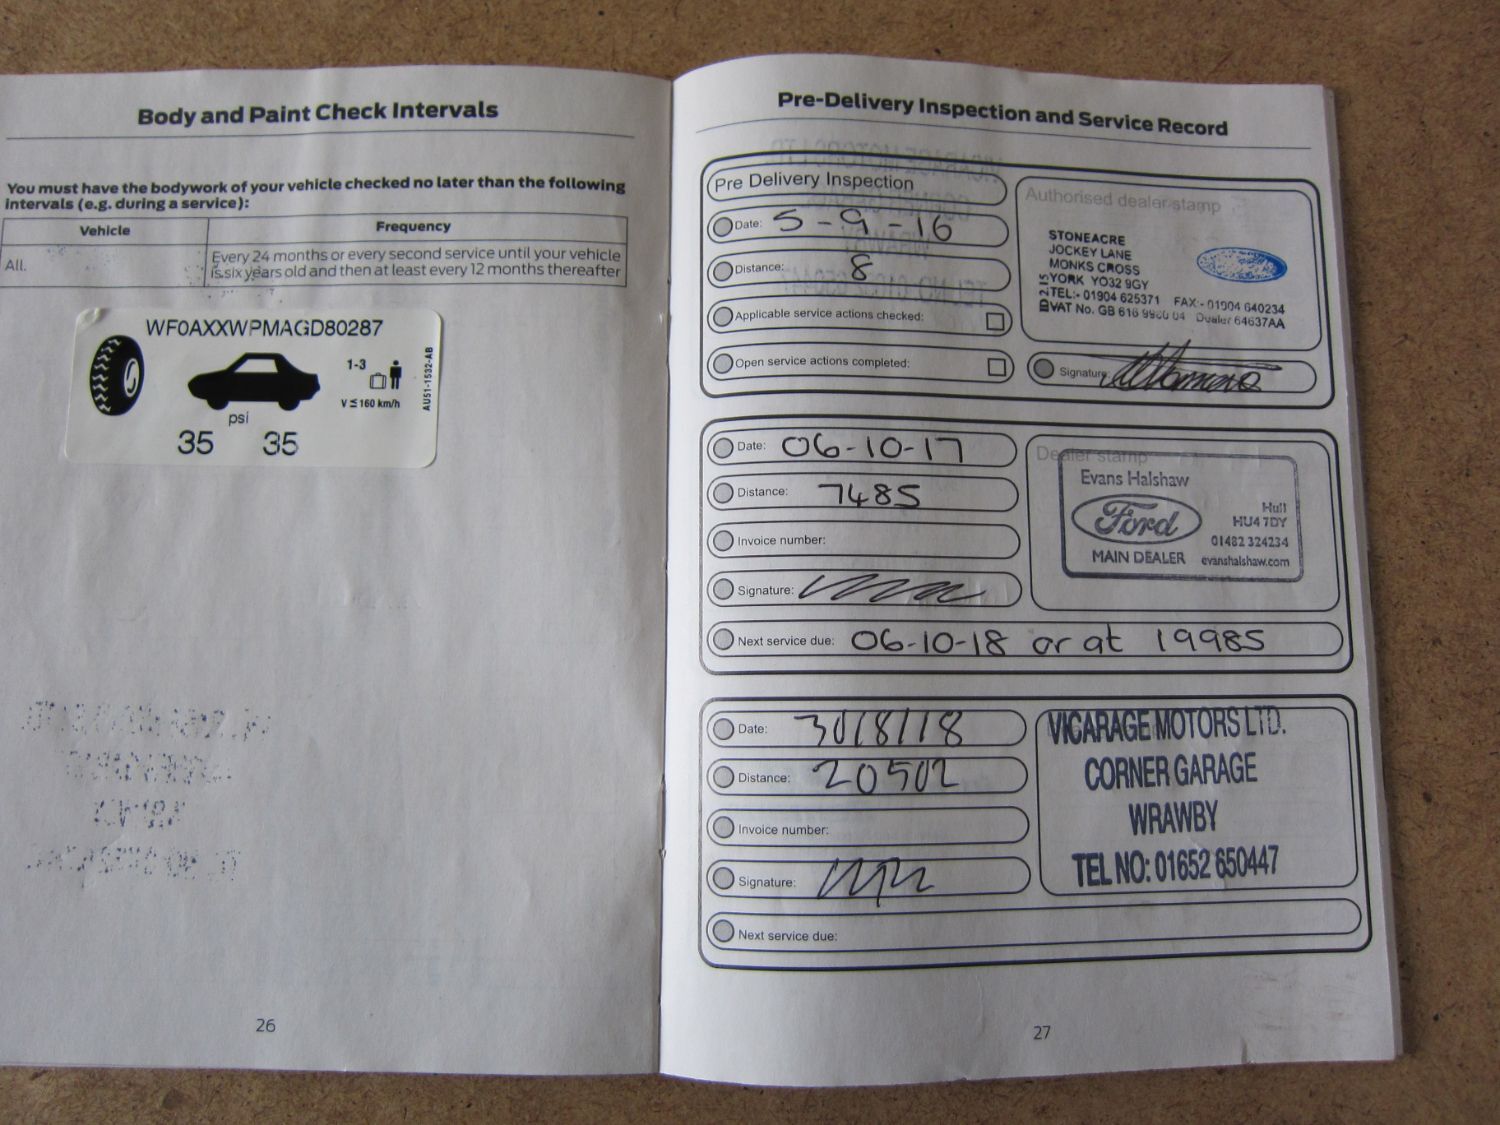 Body and Paint Check Intervals
You must have the bodywork of your vehicle checked no later than the following
intervals (e.g. during a service):
Vehicle Frequency
All. Every 24 months or every second service until your vehicle
is six years old and then at least every 12 months thereafter
WF0AXXWPMAGD80287
1-3
V ≤ 160 km/h
AU51-1532-AB
psi
35 35
26
Pre-Delivery Inspection and Service Record
Pre Delivery Inspection
Date: 5-9-16
Distance: 8
Applicable service actions checked:
Open service actions completed:
Authorised dealer stamp
STONEACRE
JOCKEY LANE
MONKS CROSS
YORK YO32 9GY
TEL:- 01904 625371 FAX:- 01904 640234
VAT No. GB 616 04 Dealer 64637AA
Signature:
Date: 06-10-17
Distance: 7485
Invoice number:
Signature:
Next service due: 06-10-18 or at 19985
Dealer stamp
Evans Halshaw
Ford
Hull
HU4 7DY
01482 324234
MAIN DEALER evanshalshaw.com
Date: 30/8/18
Distance: 20502
Invoice number:
Signature:
Next service due:
VICARAGE MOTORS LTD.
CORNER GARAGE
WRAWBY
TEL NO: 01652 650447
27